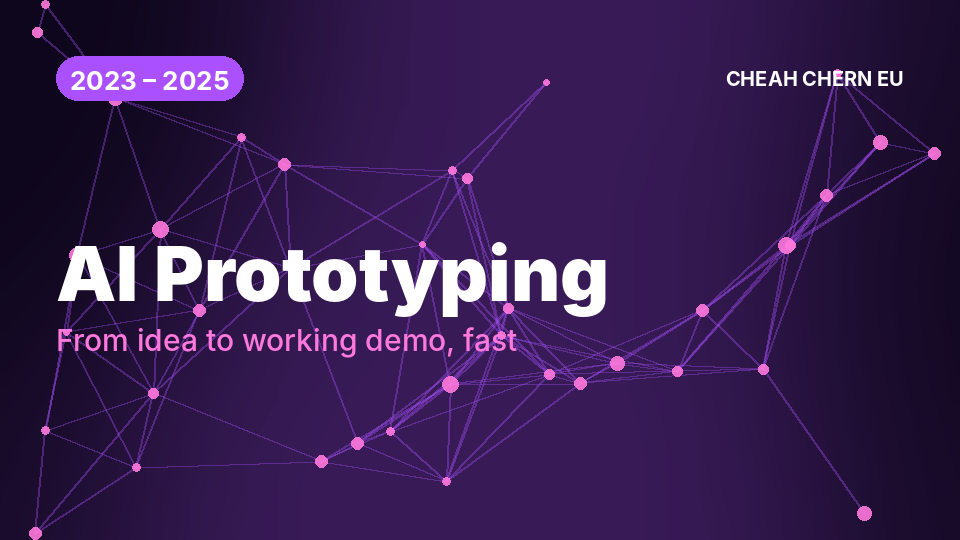 2023 – 2025
CHEAH CHERN EU
AI Prototyping
From idea to working demo, fast